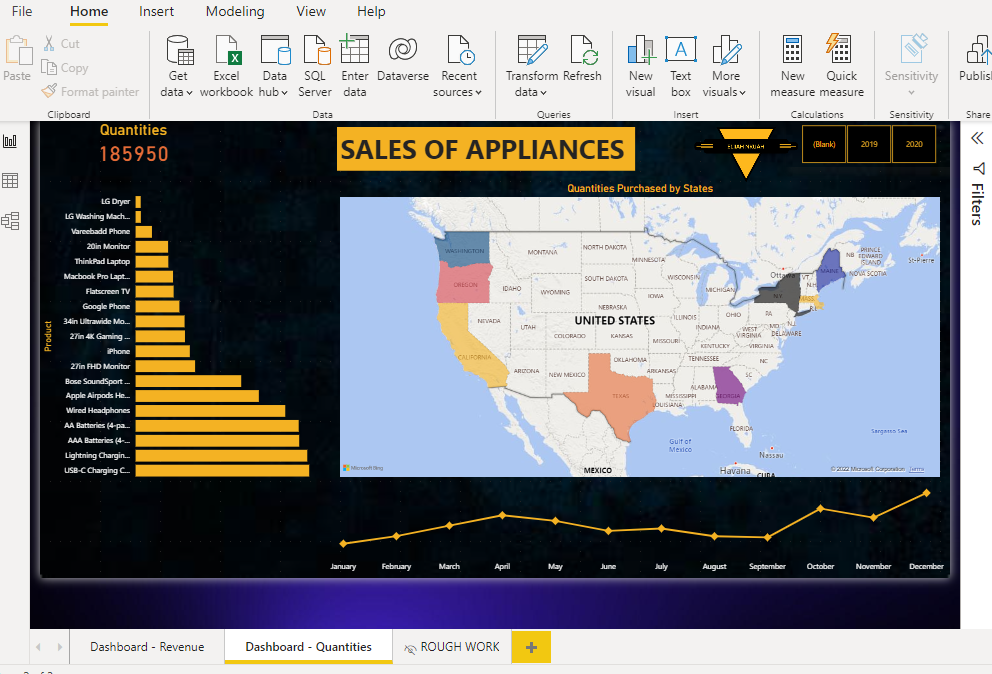 File Home Insert Modeling View Help
Paste
Cut
Copy
Format painter
Clipboard
Get data
Excel workbook
Data hub
SQL Server
Enter data
Dataverse
Recent sources
Data
Transform data
Refresh
Queries
New visual
Text box
More visuals
Insert
New measure
Quick measure
Calculations
Sensitivity
Sensitivity
Publish
Share
Quantities
185950
SALES OF APPLIANCES
(Blank) 2019 2020
Filters
Quantities Purchased by States
Product
LG Dryer
LG Washing Mach...
Vareebadd Phone
20in Monitor
ThinkPad Laptop
Macbook Pro Lapt...
Flatscreen TV
Google Phone
34in Ultrawide Mo...
27in 4K Gaming ...
iPhone
27in FHD Monitor
Bose SoundSport ...
Apple Airpods He...
Wired Headphones
AA Batteries (4-pa...
AAA Batteries (4-...
Lightning Chargin...
USB-C Charging C...
WASHINGTON
MONTANA
NORTH DAKOTA
MINNESOTA
OREGON
IDAHO
WYOMING
SOUTH DAKOTA
WISCONSIN
MICHIGAN
Ottawa
VT.
N.H.
MAINE
NB
PRINCE EDWARD ISLAND
NOVA SCOTIA
St-Pierre
N.Y.
MASS.
R.I.
NEVADA
UTAH
COLORADO
NEBRASKA
IOWA
UNITED STATES
KANSAS
MISSOURI
ILLINOIS
INDIANA
OHIO
PA
N.J.
MD.
DELAWARE
WEST VIRGINIA
VIRGINIA
KENTUCKY
CALIFORNIA
ARIZONA
NEW MEXICO
OKLAHOMA
ARKANSAS
TENNESSEE
NC
SC
TEXAS
LOUISIANA
MISSISSIPPI
ALABAMA
GEORGIA
FLORIDA
Gulf of Mexico
Sargasso Sea
Nassau
Havana
CUBA
MEXICO
Microsoft Bing
© 2022 Microsoft Corporation Terms
January February March April May June July August September October November December
Dashboard - Revenue
Dashboard - Quantities
ROUGH WORK
+